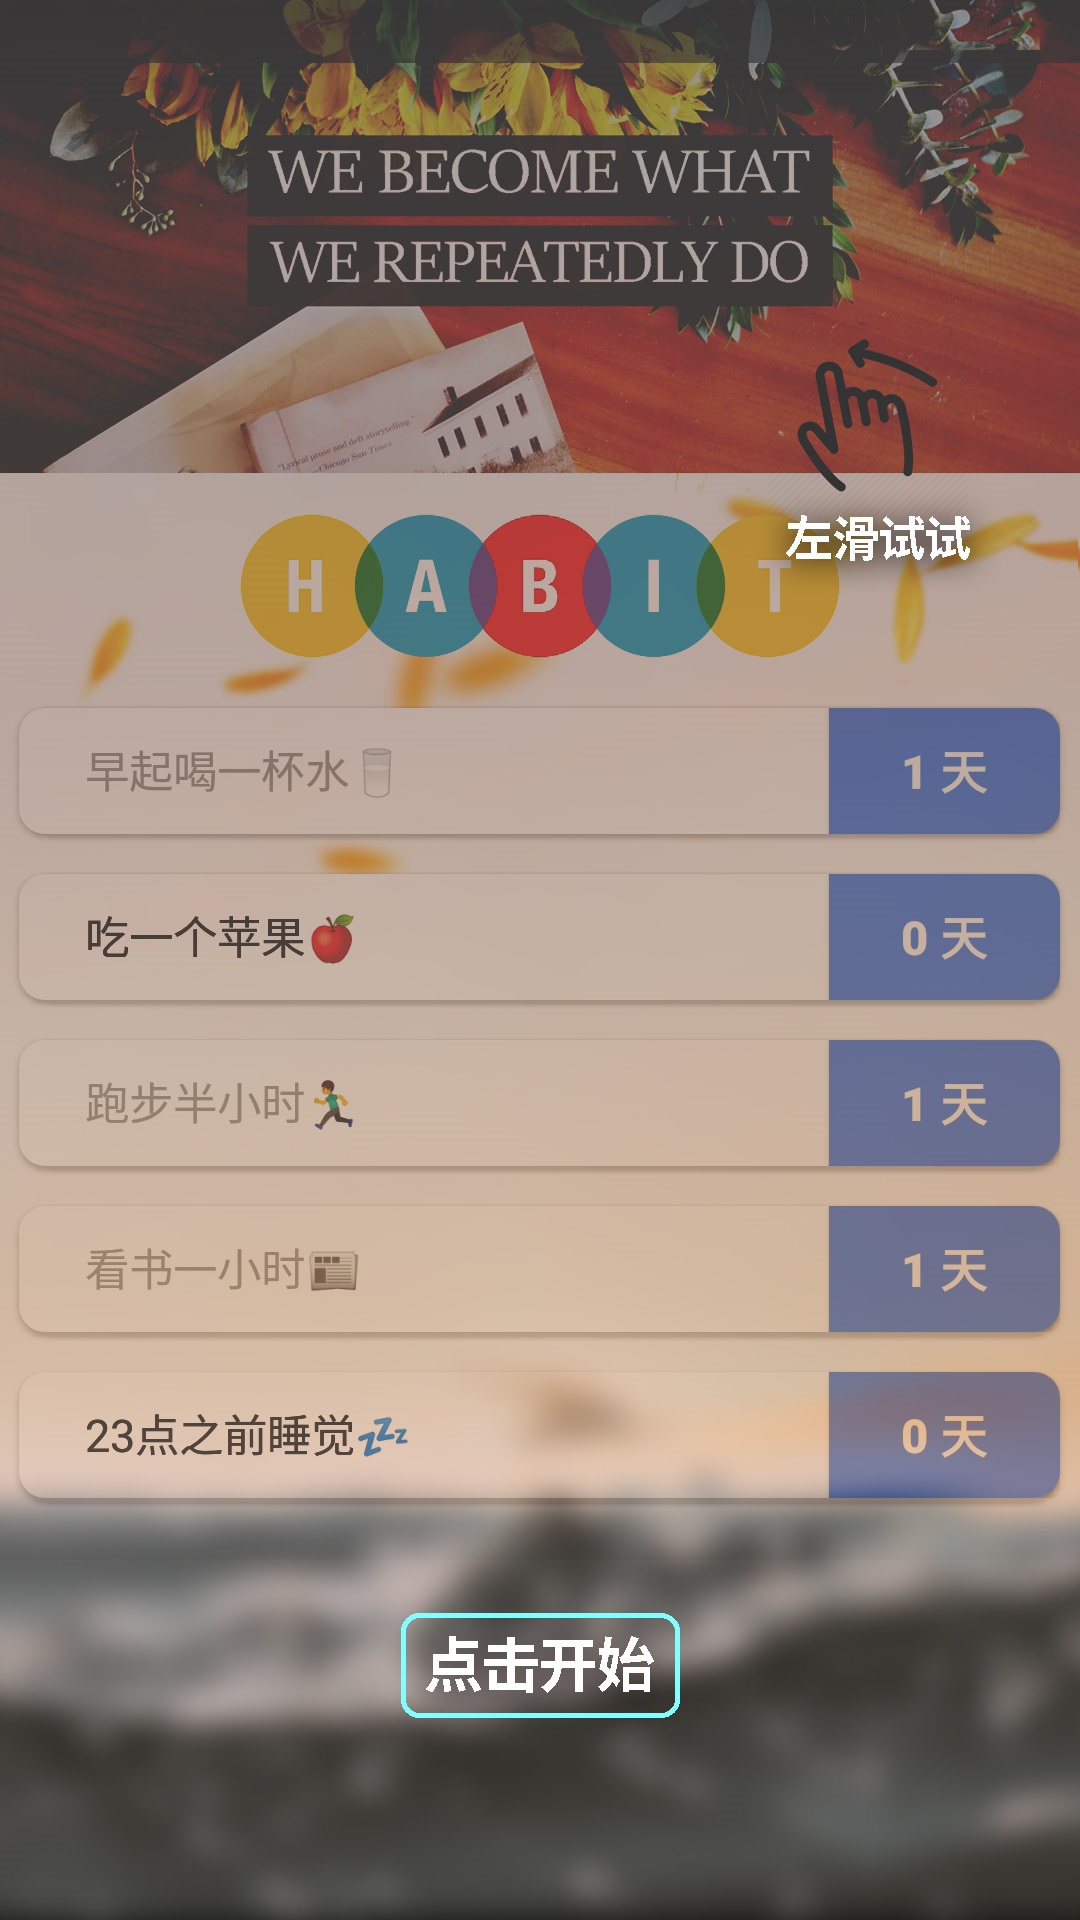 WE BECOME WHAT
WE REPEATEDLY DO
"Lyrical prose and deft storytelling."
—Chicago Sun Times
左滑试试
HABIT
早起喝一杯水🥛 1 天
吃一个苹果🍎 0 天
跑步半小时🏃‍♂️ 1 天
看书一小时📰 1 天
23点之前睡觉💤 0 天
点击开始